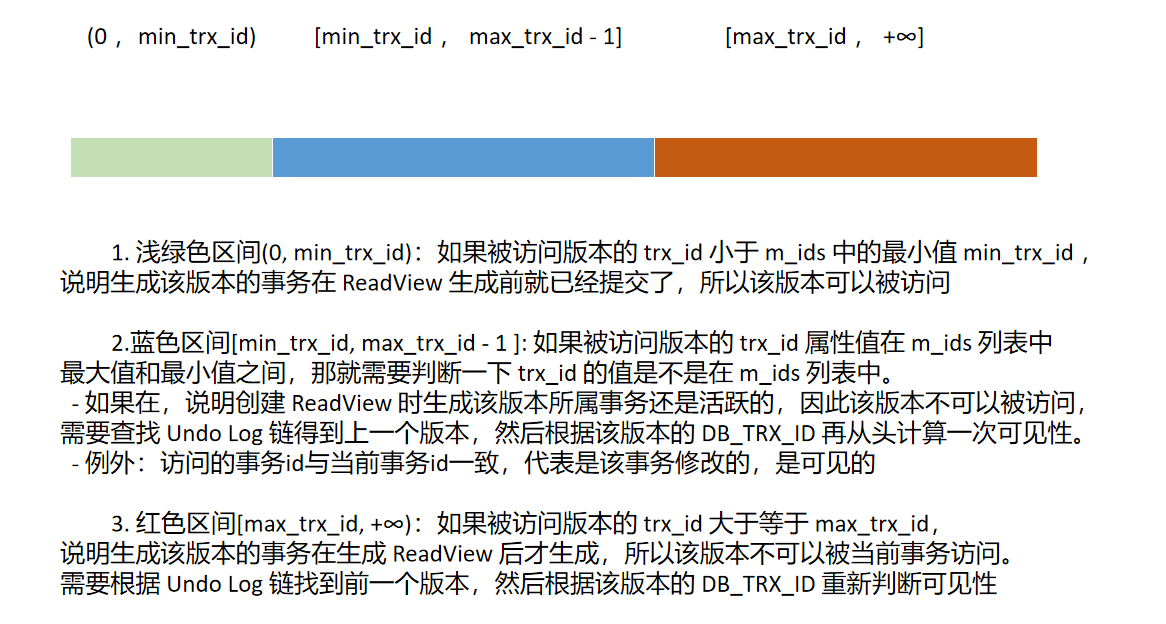 (0 ，min_trx_id) [min_trx_id ， max_trx_id - 1] [max_trx_id ， +∞]
1. 浅绿色区间(0, min_trx_id)：如果被访问版本的 trx_id 小于 m_ids 中的最小值 min_trx_id ，
说明生成该版本的事务在 ReadView 生成前就已经提交了，所以该版本可以被访问
2.蓝色区间[min_trx_id, max_trx_id - 1 ]: 如果被访问版本的 trx_id 属性值在 m_ids 列表中
最大值和最小值之间，那就需要判断一下 trx_id 的值是不是在 m_ids 列表中。
- 如果在，说明创建 ReadView 时生成该版本所属事务还是活跃的，因此该版本不可以被访问，
需要查找 Undo Log 链得到上一个版本，然后根据该版本的 DB_TRX_ID 再从头计算一次可见性。
- 例外：访问的事务id与当前事务id一致，代表是该事务修改的，是可见的
3. 红色区间[max_trx_id, +∞)：如果被访问版本的 trx_id 大于等于 max_trx_id，
说明生成该版本的事务在生成 ReadView 后才生成，所以该版本不可以被当前事务访问。
需要根据 Undo Log 链找到前一个版本，然后根据该版本的 DB_TRX_ID 重新判断可见性